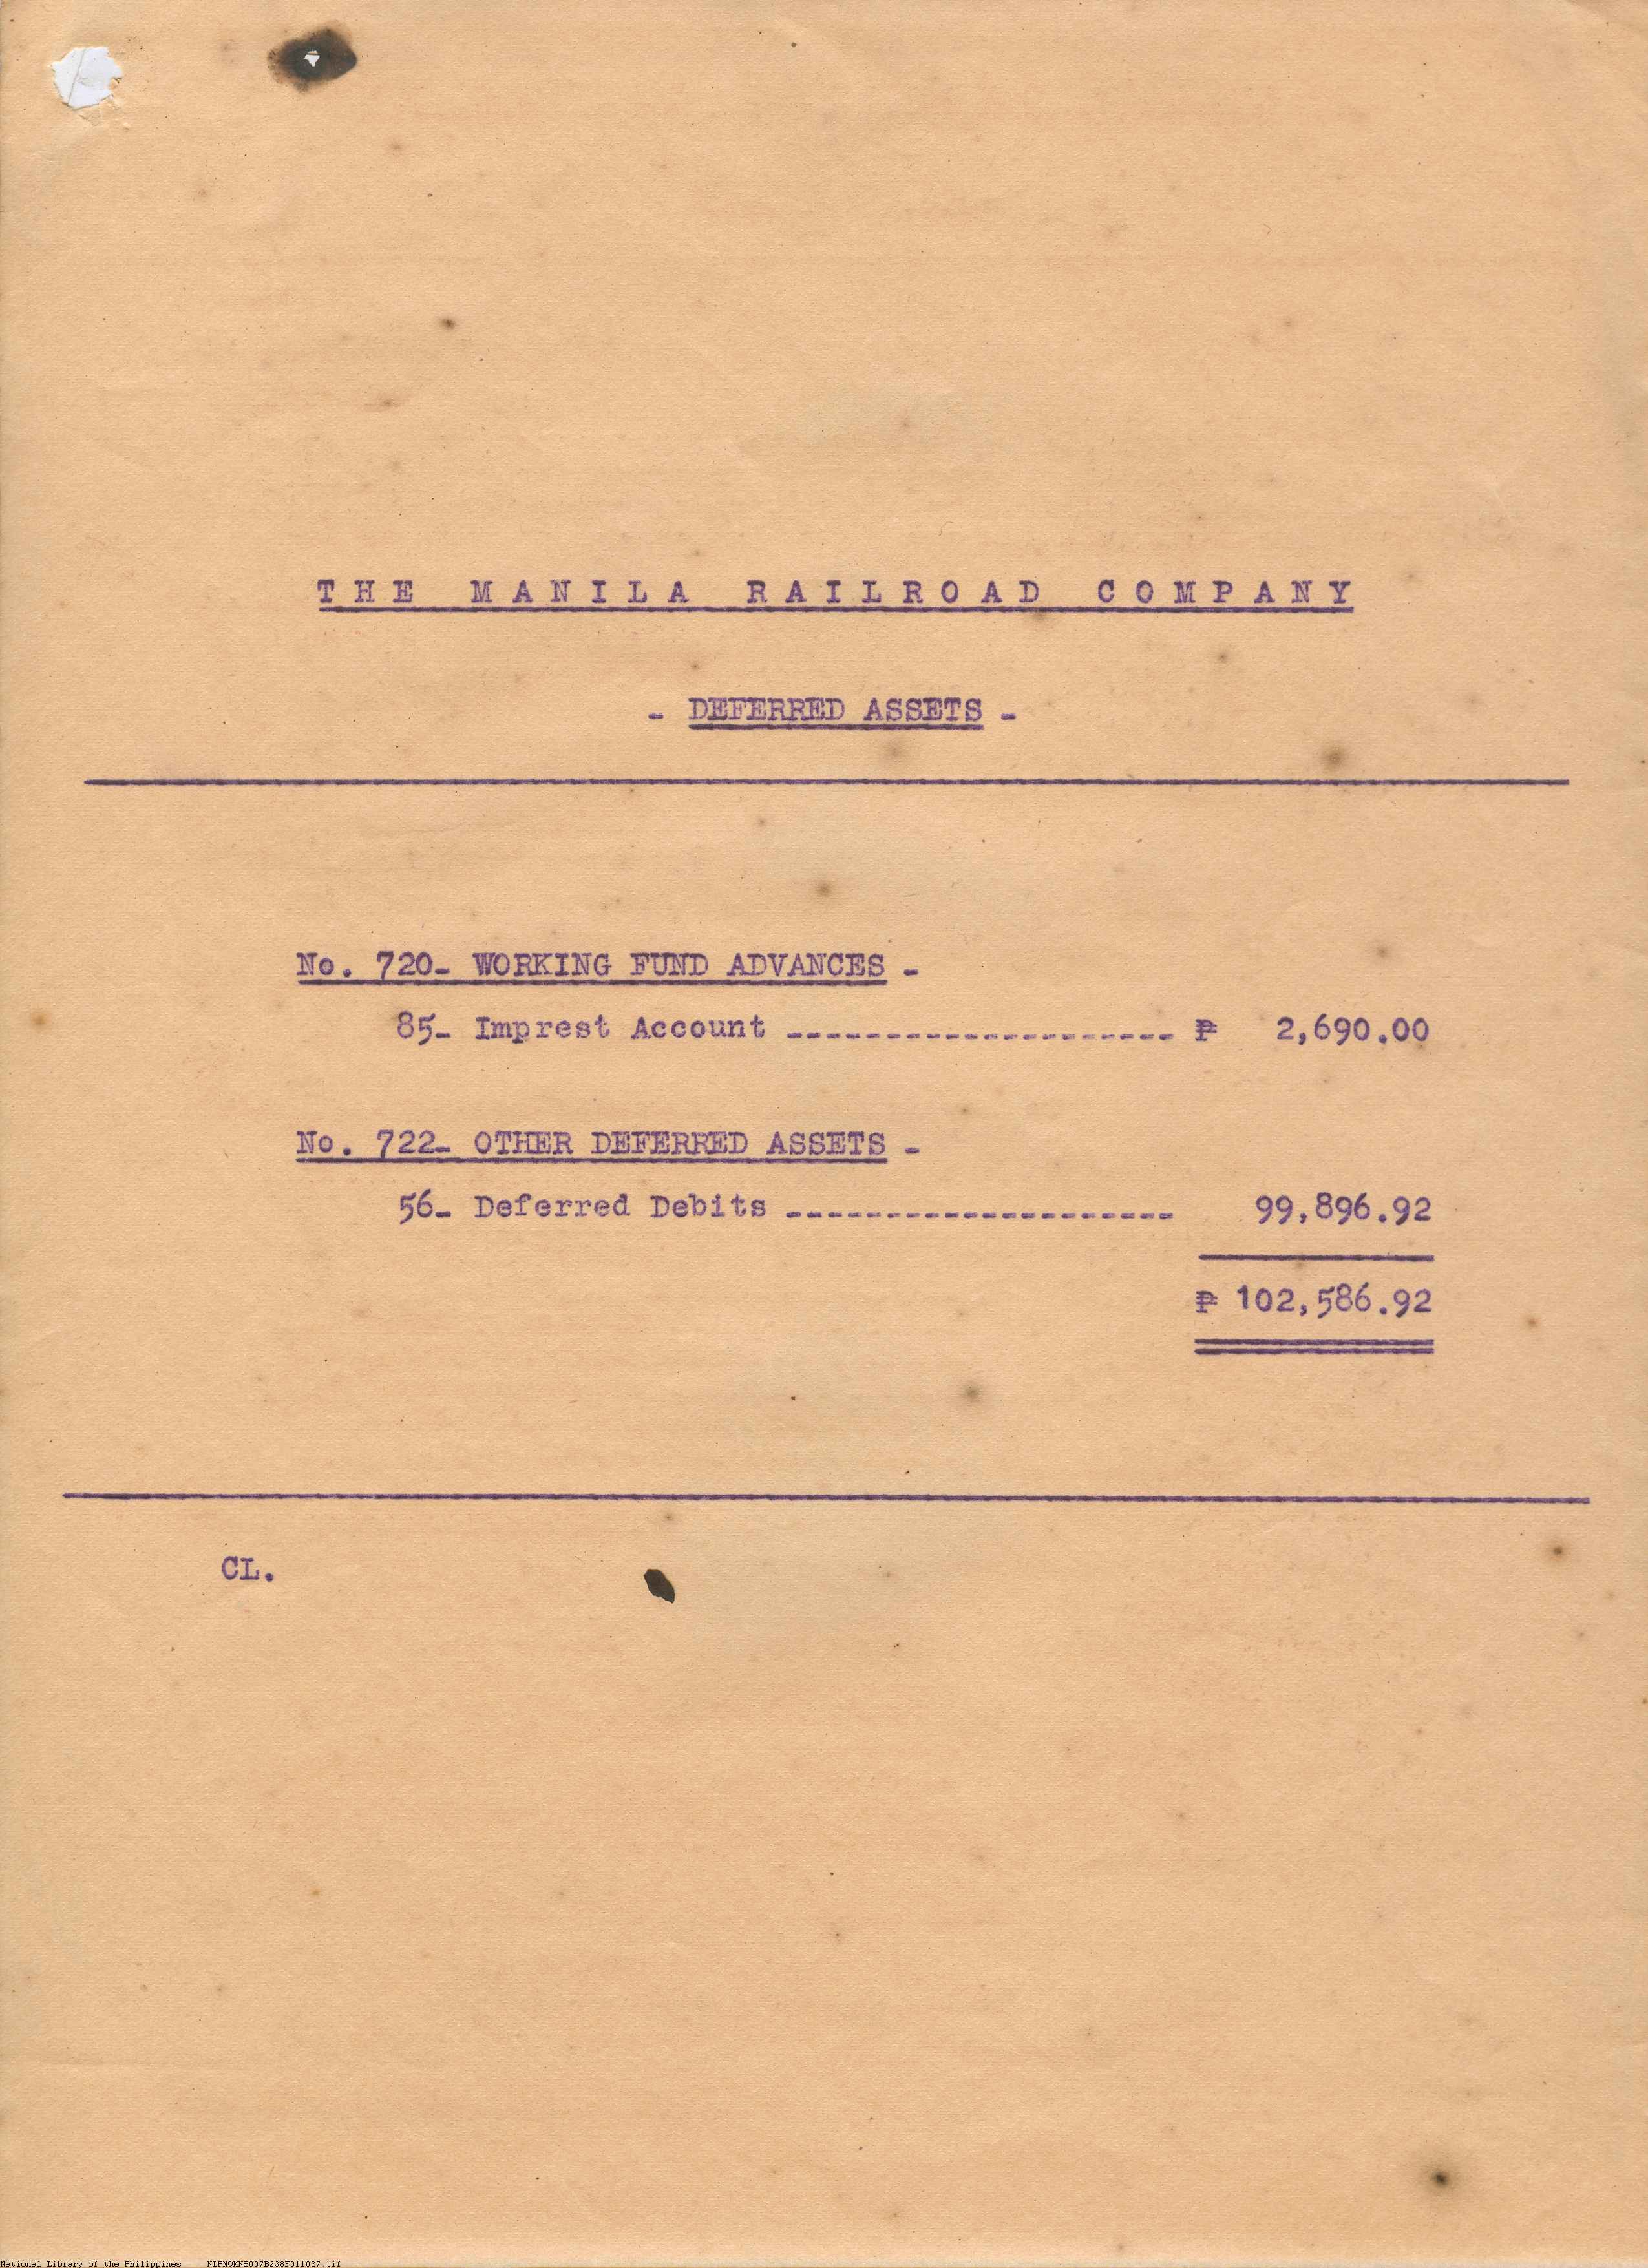 THE MANILA RAILROAD COMPANY
- DEFERRED ASSETS -
No. 720- WORKING FUND ADVANCES -
85- Imprest Account -------------------- ₱ 2,690.00
No. 722- OTHER DEFERRED ASSETS -
56- Deferred Debits -------------------- 99,896.92
₱ 102,586.92
CL.
National Library of the Philippines NLPMQMNS007B238F011027.tif